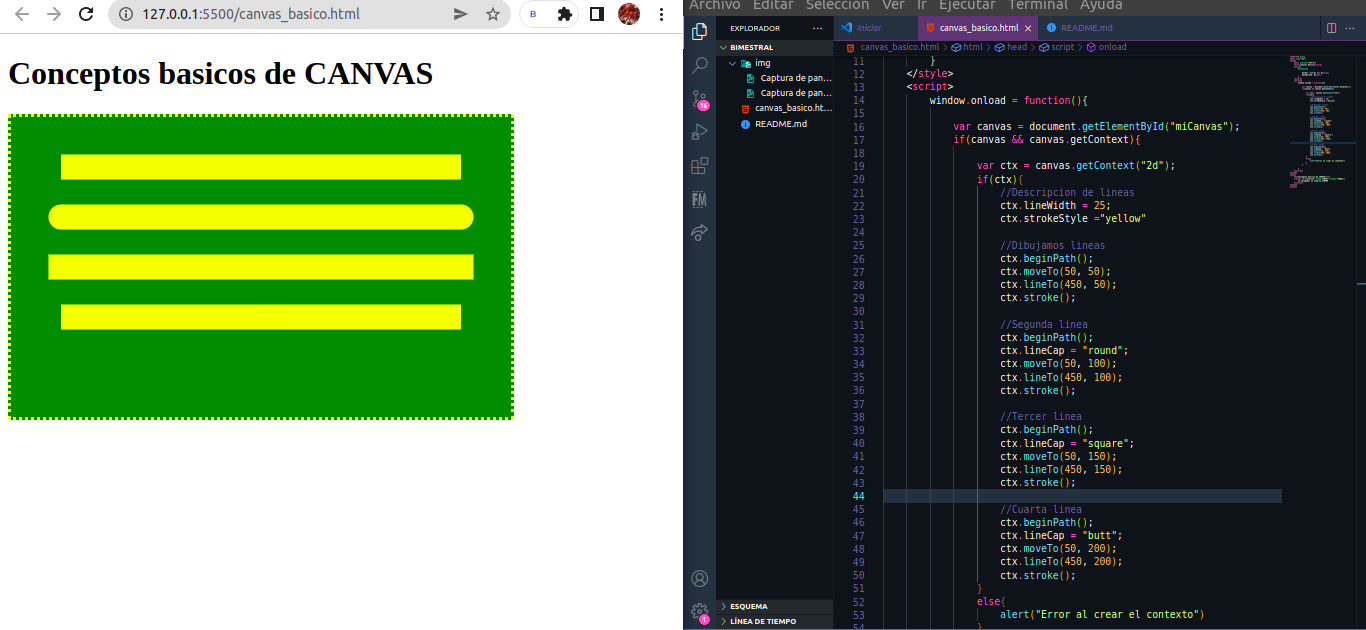 127.0.0.1:5500/canvas_basico.html
B
Conceptos basicos de CANVAS
Archivo Editar Selección Ver Ir Ejecutar Terminal Ayuda
EXPLORADOR ...
BIMESTRAL
img
Captura de pan...
Captura de pan...
canvas_basico.ht...
README.md
16
FM
1
ESQUEMA
LÍNEA DE TIEMPO
Iniciar
canvas_basico.html ×
README.md
canvas_basico.html > html > head > script > onload
11 }
12 </style>
13 <script>
14 window.onload = function(){
15
16 var canvas = document.getElementById("miCanvas");
17 if(canvas && canvas.getContext){
18
19 var ctx = canvas.getContext("2d");
20 if(ctx){
21 //Descripcion de lineas
22 ctx.lineWidth = 25;
23 ctx.strokeStyle ="yellow"
24
25 //Dibujamos lineas
26 ctx.beginPath();
27 ctx.moveTo(50, 50);
28 ctx.lineTo(450, 50);
29 ctx.stroke();
30
31 //Segunda linea
32 ctx.beginPath();
33 ctx.lineCap = "round";
34 ctx.moveTo(50, 100);
35 ctx.lineTo(450, 100);
36 ctx.stroke();
37
38 //Tercer linea
39 ctx.beginPath();
40 ctx.lineCap = "square";
41 ctx.moveTo(50, 150);
42 ctx.lineTo(450, 150);
43 ctx.stroke();
44
45 //Cuarta linea
46 ctx.beginPath();
47 ctx.lineCap = "butt";
48 ctx.moveTo(50, 200);
49 ctx.lineTo(450, 200);
50 ctx.stroke();
51 }
52 else{
53 alert("Error al crear el contexto")
54 }